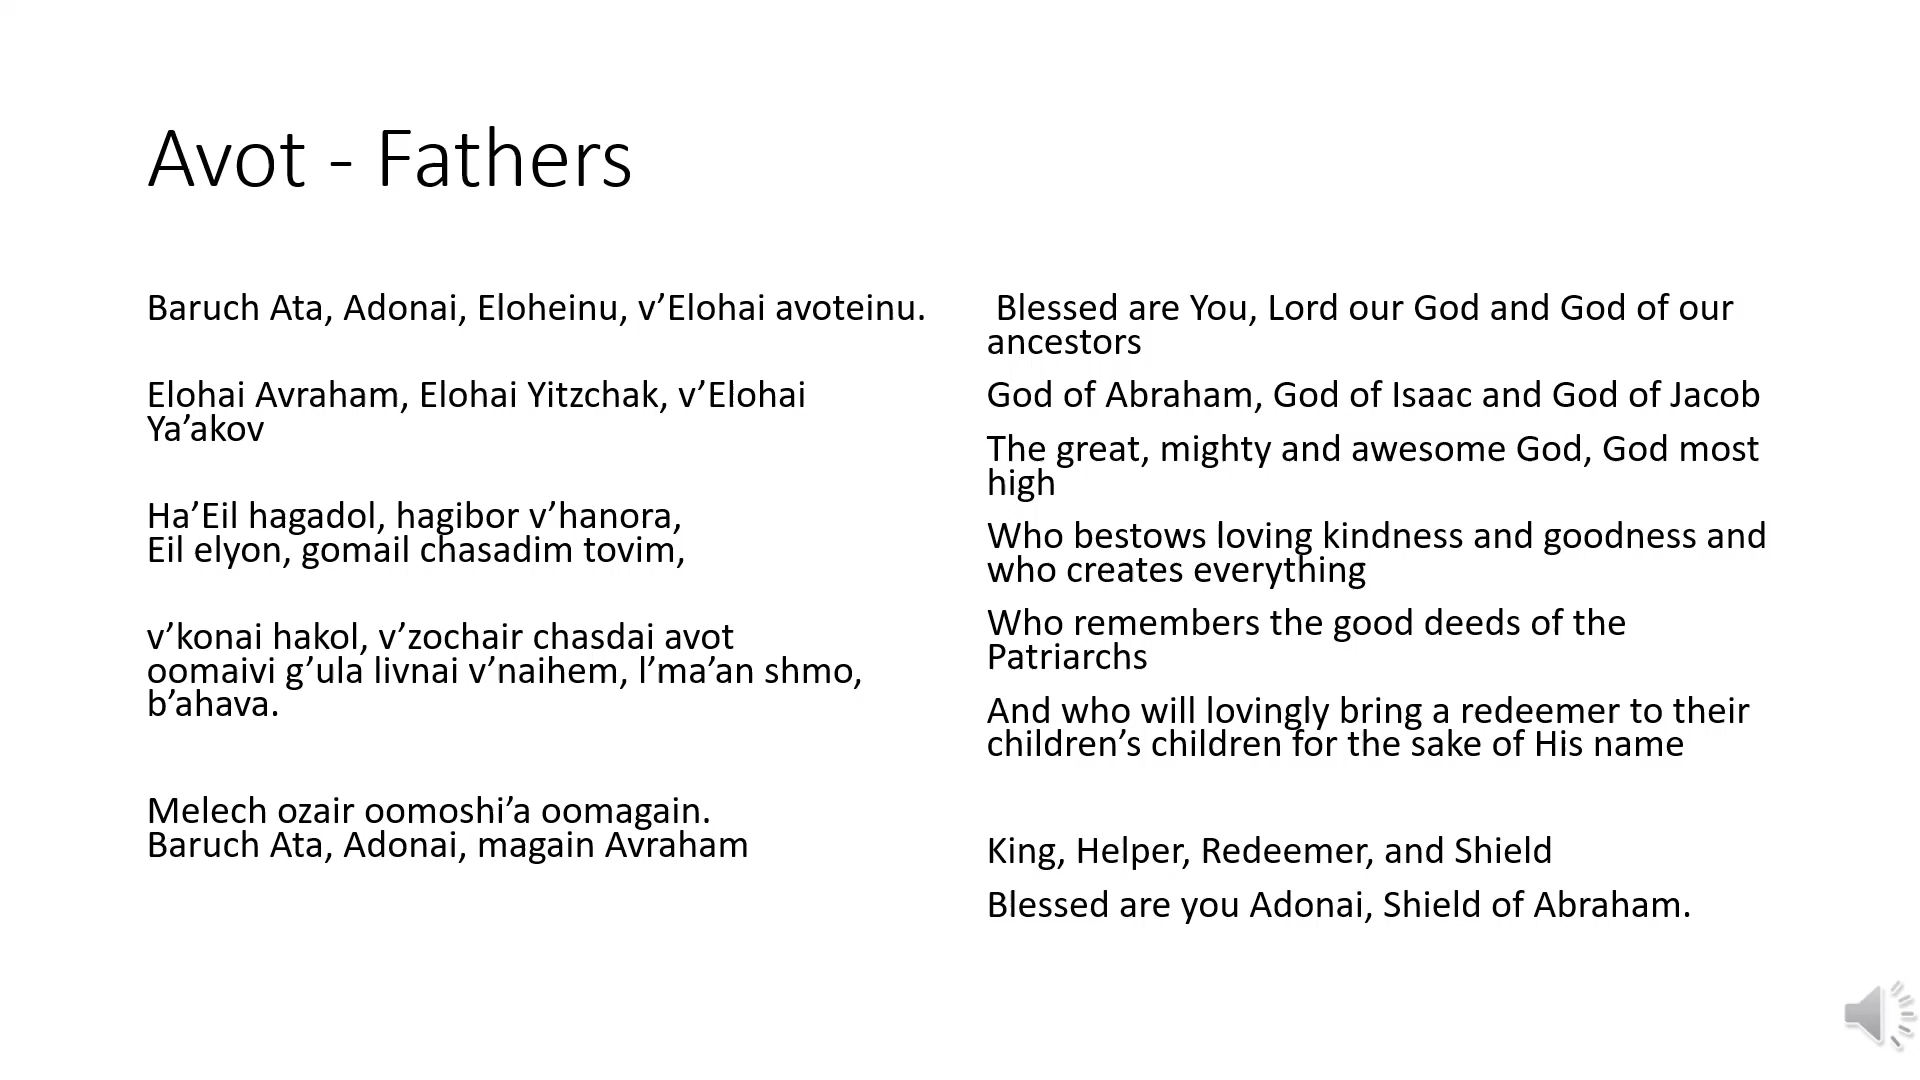 Avot - Fathers
Baruch Ata, Adonai, Eloheinu, v’Elohai avoteinu.
Elohai Avraham, Elohai Yitzchak, v’Elohai
Ya’akov
Ha’Eil hagadol, hagibor v’hanora,
Eil elyon, gomail chasadim tovim,
v’konai hakol, v’zochair chasdai avot
oomaivi g’ula livnai v’naihem, l’ma’an shmo,
b’ahava.
Melech ozair oomoshi’a oomagain.
Baruch Ata, Adonai, magain Avraham
Blessed are You, Lord our God and God of our
ancestors
God of Abraham, God of Isaac and God of Jacob
The great, mighty and awesome God, God most
high
Who bestows loving kindness and goodness and
who creates everything
Who remembers the good deeds of the
Patriarchs
And who will lovingly bring a redeemer to their
children’s children for the sake of His name
King, Helper, Redeemer, and Shield
Blessed are you Adonai, Shield of Abraham.